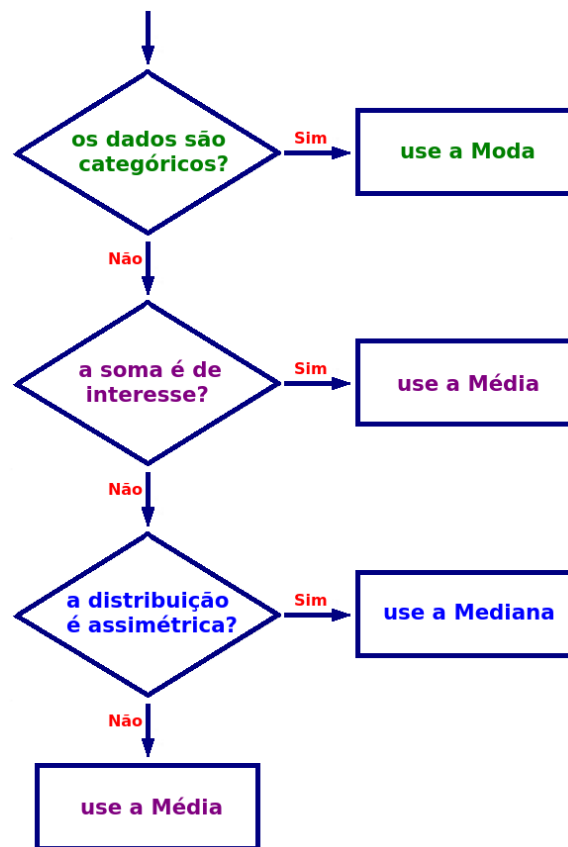 os dados são
categóricos?
Sim
use a Moda
Não
a soma é de
interesse?
Sim
use a Média
Não
a distribuição
é assimétrica?
Sim
use a Mediana
Não
use a Média